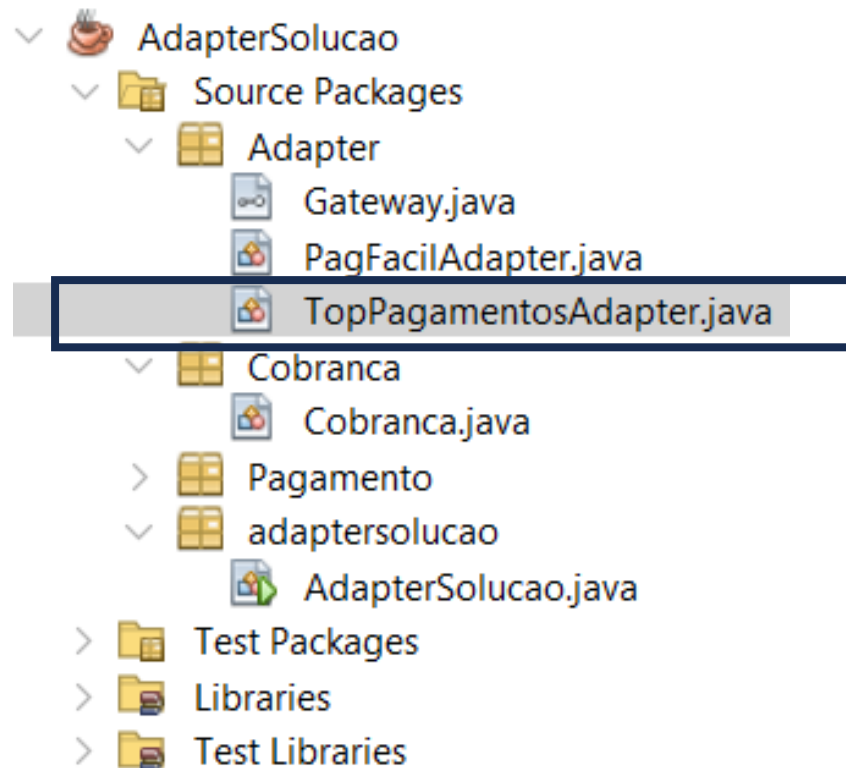 AdapterSolucao
Source Packages
Adapter
Gateway.java
PagFacilAdapter.java
TopPagamentosAdapter.java
Cobranca
Cobranca.java
Pagamento
adaptersolucao
AdapterSolucao.java
Test Packages
Libraries
Test Libraries